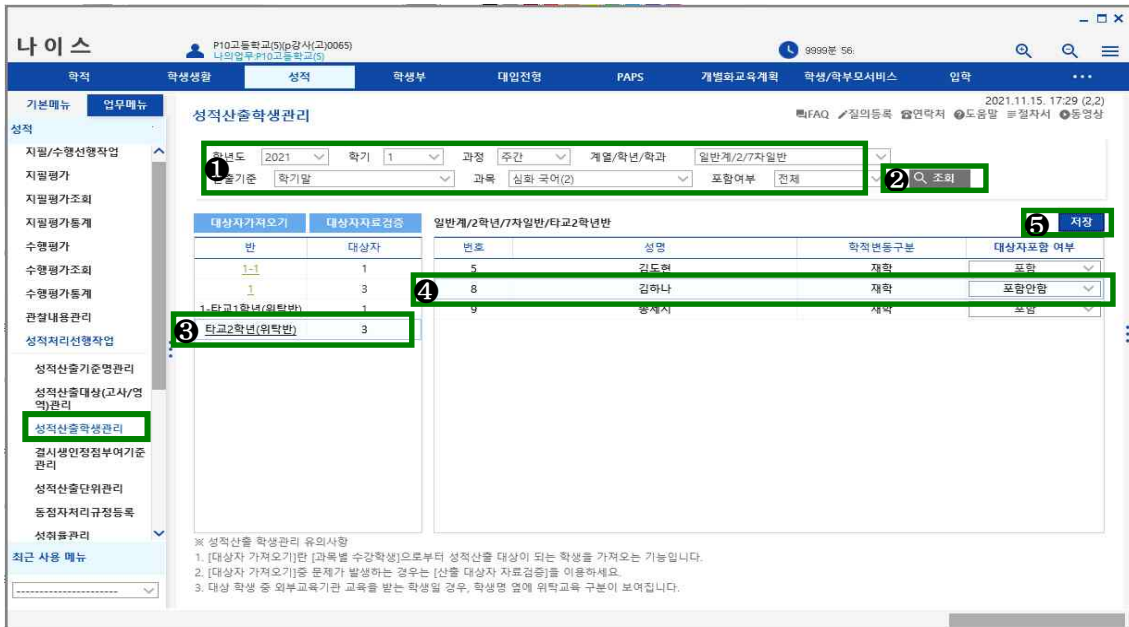 나이스
P10고등학교(5)(p강사(고)0065)
나의업무:P10고등학교(5)
9999분 56
학적 학생생활 성적 학생부 대입전형 PAPS 개별화교육계획 학생/학부모서비스 입학 ...
기본메뉴 업무메뉴
성적
지필/수행선행작업
지필평가
지필평가조회
지필평가통계
수행평가
수행평가조회
수행평가통계
관찰내용관리
성적처리선행작업
성적산출기준명관리
성적산출대상(고사/영
역)관리
성적산출학생관리
결시생인정점부여기준
관리
성적산출단위관리
동점자처리규정등록
성취율관리
최근 사용 메뉴
----------------------
성적산출학생관리
2021.11.15. 17:29 (2,2)
FAQ 질의등록 연락처 도움말 절차서 동영상
❶
학년도 2021 학기 1 과정 주간 계열/학년/학과 일반계/2/7차일반
산출기준 학기말 과목 심화 국어(2) 포함여부 전체
❷ 조회
대상자가져오기 대상자자료검증
반 대상자
1-1 1
1 3
1-타교1학년(위탁반) 1
❸ 타교2학년(위탁반) 3
일반계/2학년/7차일반/타교2학년반
❺ 저장
번호 성명 학적변동구분 대상자포함 여부
5 김도현 재학 포함
❹ 8 김하나 재학 포함안함
9 재학 포함
※ 성적산출 학생관리 유의사항
1. [대상자 가져오기]란 [과목별 수강학생]으로부터 성적산출 대상이 되는 학생을 가져오는 기능입니다.
2. [대상자 가져오기]중 문제가 발생하는 경우는 [산출 대상자 자료검증]을 이용하세요.
3. 대상 학생 중 외부교육기관 교육을 받는 학생일 경우, 학생명 옆에 위탁교육 구분이 보여집니다.